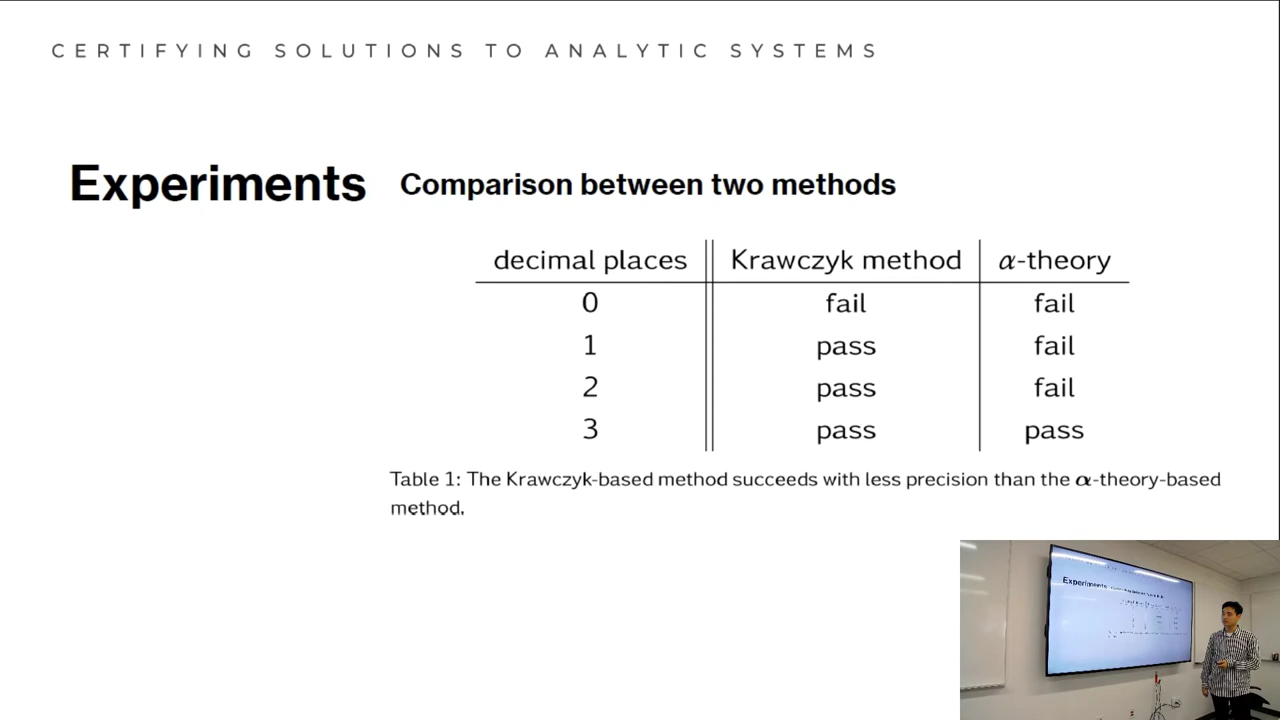 CERTIFYING SOLUTIONS TO ANALYTIC SYSTEMS
Experiments Comparison between two methods
decimal places Krawczyk method α-theory
0 fail fail
1 pass fail
2 pass fail
3 pass pass
Table 1: The Krawczyk-based method succeeds with less precision than the α-theory-based
method.
Experiments